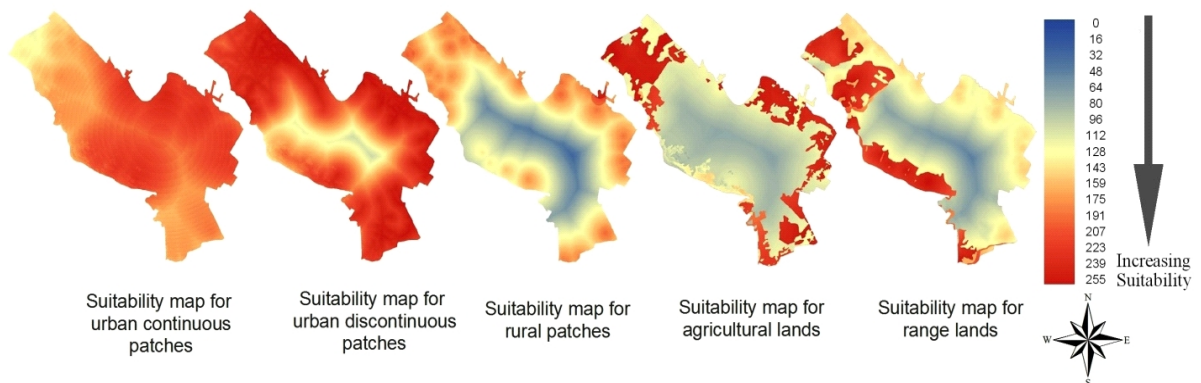 0
16
32
48
64
80
96
112
128
143
159
175
191
207
223
239
255
Increasing
Suitability
Suitability map for
urban continuous
patches
Suitability map for
urban discontinuous
patches
Suitability map for
rural patches
Suitability map for
agricultural lands
Suitability map for
range lands
N
W
E
S